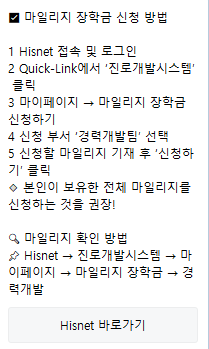 ☑ 마일리지 장학금 신청 방법
1 Hisnet 접속 및 로그인
2 Quick-Link에서 ‘진로개발시스템’
클릭
3 마이페이지 → 마일리지 장학금
신청하기
4 신청 부서 ‘경력개발팀’ 선택
5 신청할 마일리지 기재 후 ‘신청하
기’ 클릭
💠 본인이 보유한 전체 마일리지를
신청하는 것을 권장!
🔍 마일리지 확인 방법
📌 Hisnet → 진로개발시스템 → 마
이페이지 → 마일리지 장학금 → 경
력개발
Hisnet 바로가기